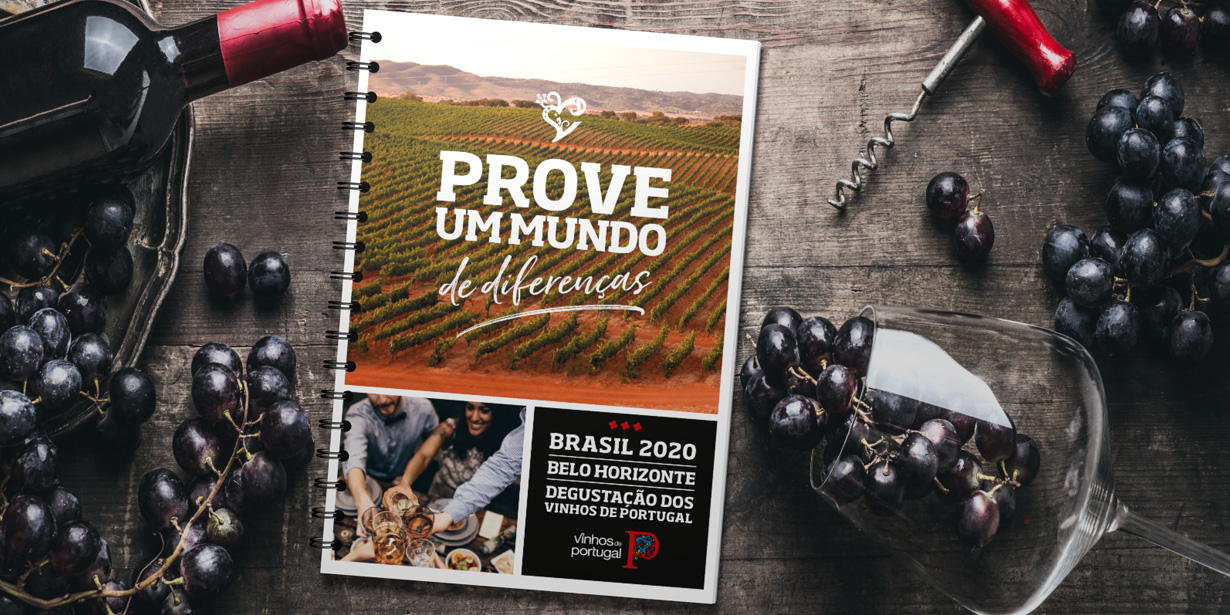 PROVE
UM MUNDO
de diferenças
BRASIL 2020
BELO HORIZONTE
DEGUSTAÇÃO DOS
VINHOS DE PORTUGAL
vinhos de
portugal P